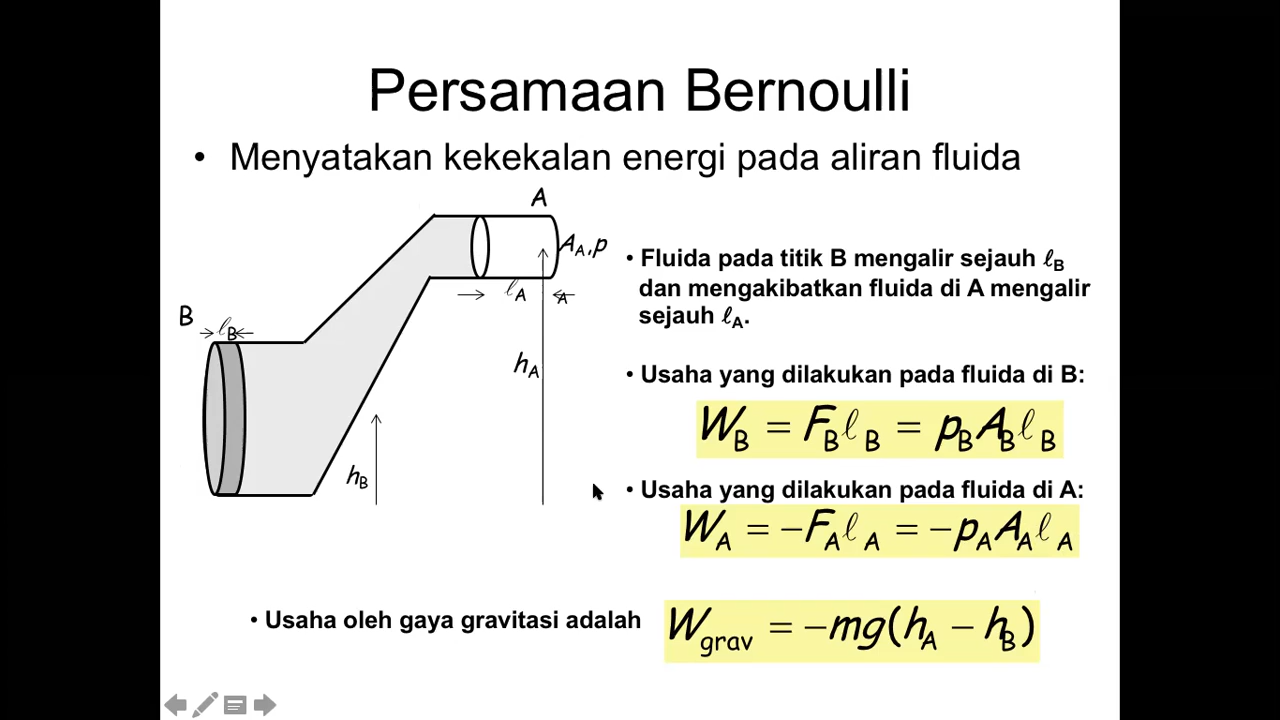 Persamaan Bernoulli
• Menyatakan kekekalan energi pada aliran fluida
A
A_A,p
ℓ_A
A
B
ℓ_B
h_A
h_B
• Fluida pada titik B mengalir sejauh ℓ_B
dan mengakibatkan fluida di A mengalir
sejauh ℓ_A.
• Usaha yang dilakukan pada fluida di B:
W_B = F_B ℓ_B = p_B A_B ℓ_B
• Usaha yang dilakukan pada fluida di A:
W_A = −F_A ℓ_A = −p_A A_A ℓ_A
• Usaha oleh gaya gravitasi adalah
W_grav = −mg(h_A − h_B)